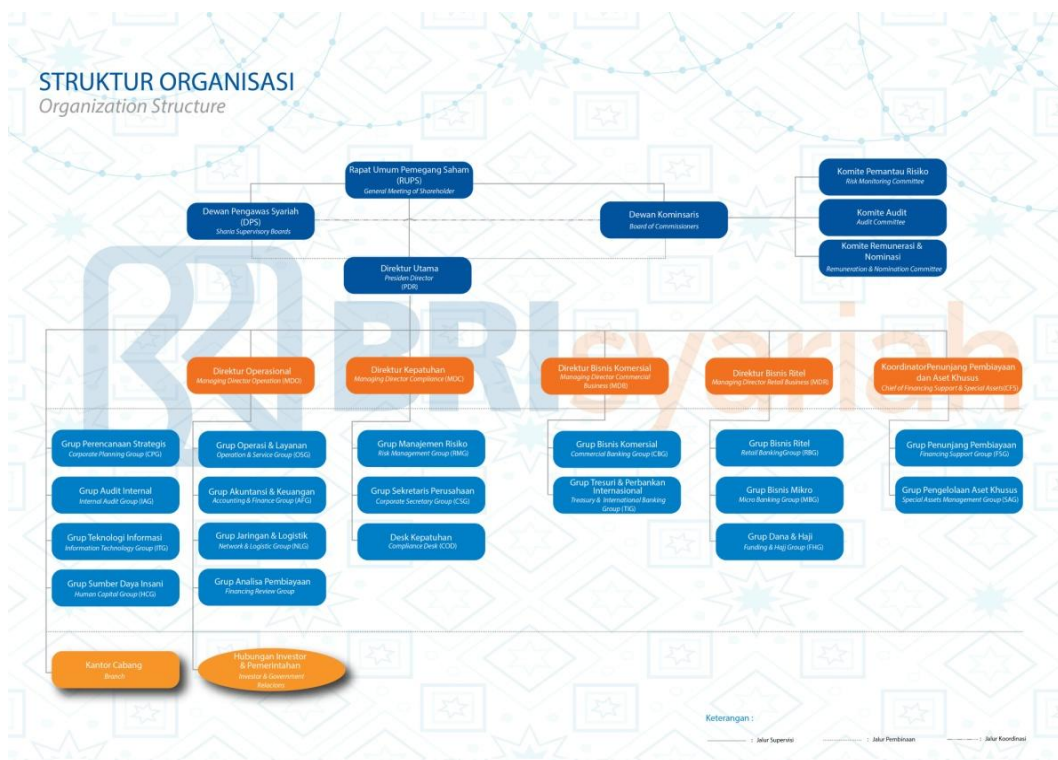 STRUKTUR ORGANISASI
Organization Structure
Rapat Umum Pemegang Saham
(RUPS)
General Meeting of Shareholder
Dewan Pengawas Syariah
(DPS)
Sharia Supervisory Boards
Dewan Kominsaris
Board of Commissioners
Komite Pemantau Risiko
Risk Monitoring Committee
Komite Audit
Audit Committee
Komite Remunerasi &
Nominasi
Remuneration & Nomination Committee
Direktur Utama
Presiden Director
(PDR)
BRIsyariah
Direktur Operasional
Managing Director Operation (MDO)
Direktur Kepatuhan
Managing Director Compliance (MDC)
Direktur Bisnis Komersial
Managing Director Commercial
Business (MDB)
Direktur Bisnis Ritel
Managing Director Retail Business (MDR)
KoordinatorPenunjang Pembiayaan
dan Aset Khusus
Chief of Financing Support & Special Assets(CFS)
Grup Perencanaan Strategis
Corporate Planning Group (CPG)
Grup Audit Internal
Internal Audit Group (IAG)
Grup Teknologi Informasi
Information Technology Group (ITG)
Grup Sumber Daya Insani
Human Capital Group (HCG)
Grup Operasi & Layanan
Operation & Service Group (OSG)
Grup Akuntansi & Keuangan
Accounting & Finance Group (AFG)
Grup Jaringan & Logistik
Network & Logistic Group (NLG)
Grup Analisa Pembiayaan
Financing Review Group
Grup Manajemen Risiko
Risk Management Group (RMG)
Grup Sekretaris Perusahaan
Corporate Secretary Group (CSG)
Desk Kepatuhan
Compliance Desk (COD)
Grup Bisnis Komersial
Commercial Banking Group (CBG)
Grup Tresuri & Perbankan
Internasional
Treasury & International Banking
Group (TIG)
Grup Bisnis Ritel
Retail BankingGroup (RBG)
Grup Bisnis Mikro
Micro Banking Group (MBG)
Grup Dana & Haji
Funding & Hajj Group (FHG)
Grup Penunjang Pembiayaan
Financing Support Group (FSG)
Grup Pengelolaan Aset Khusus
Special Assets Management Group (SAG)
Kantor Cabang
Branch
Hubungan Investor
& Pemerintahan
Investor & Government
Relations
Keterangan :
: Jalur Supervisi
: Jalur Pembinaan
: Jalur Koordinasi